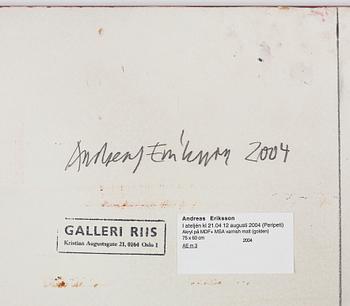 Andreas Eriksson 2004
GALLERI RIIS
Kristian Augustsgate 21, 0164 Oslo 1
Andreas Eriksson
I ateljén kl 21.04 12 augusti 2004 (Peripeti)
Akryl på MDF+ MSA varnish matt (golden)
75 x 60 cm
2004
AE m 3